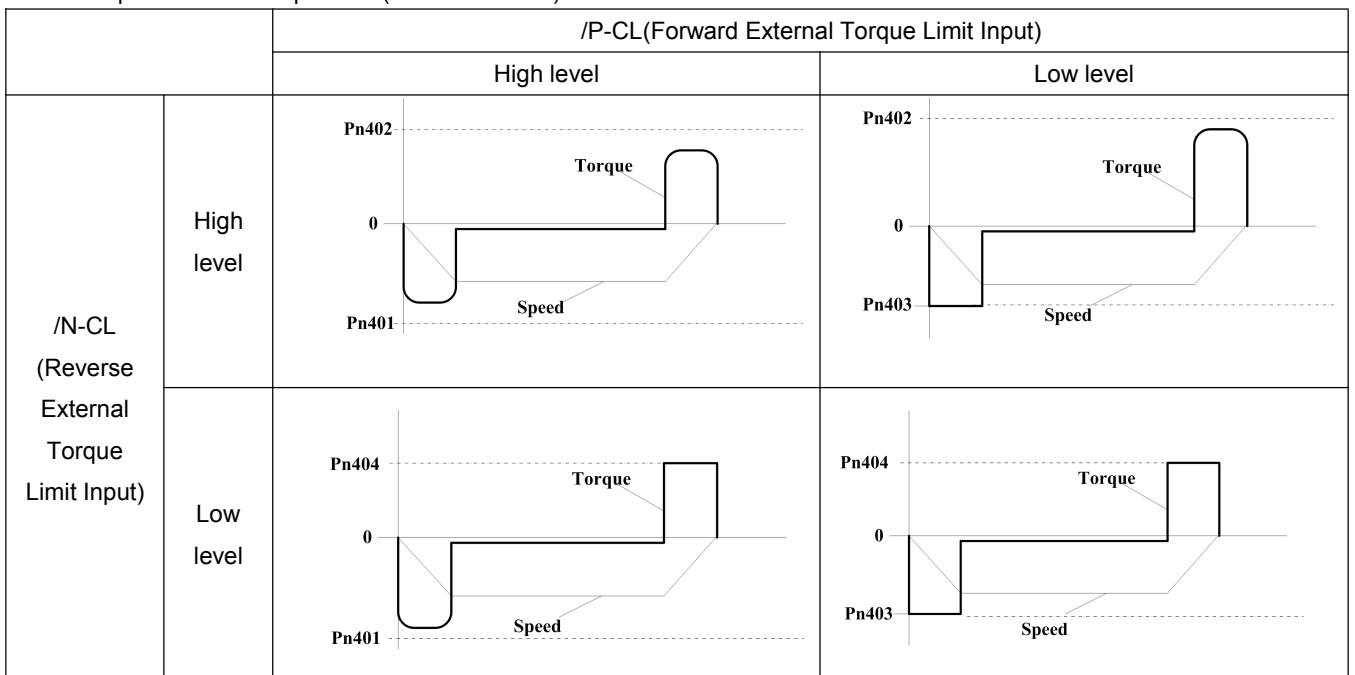 /P-CL(Forward External Torque Limit Input)
High level
Low level
/N-CL
(Reverse
External
Torque
Limit Input)
High
level
Pn402
Torque
0
Speed
Pn401
Pn402
Torque
0
Pn403
Speed
Low
level
Pn404
Torque
0
Speed
Pn401
Pn404
Torque
0
Pn403
Speed